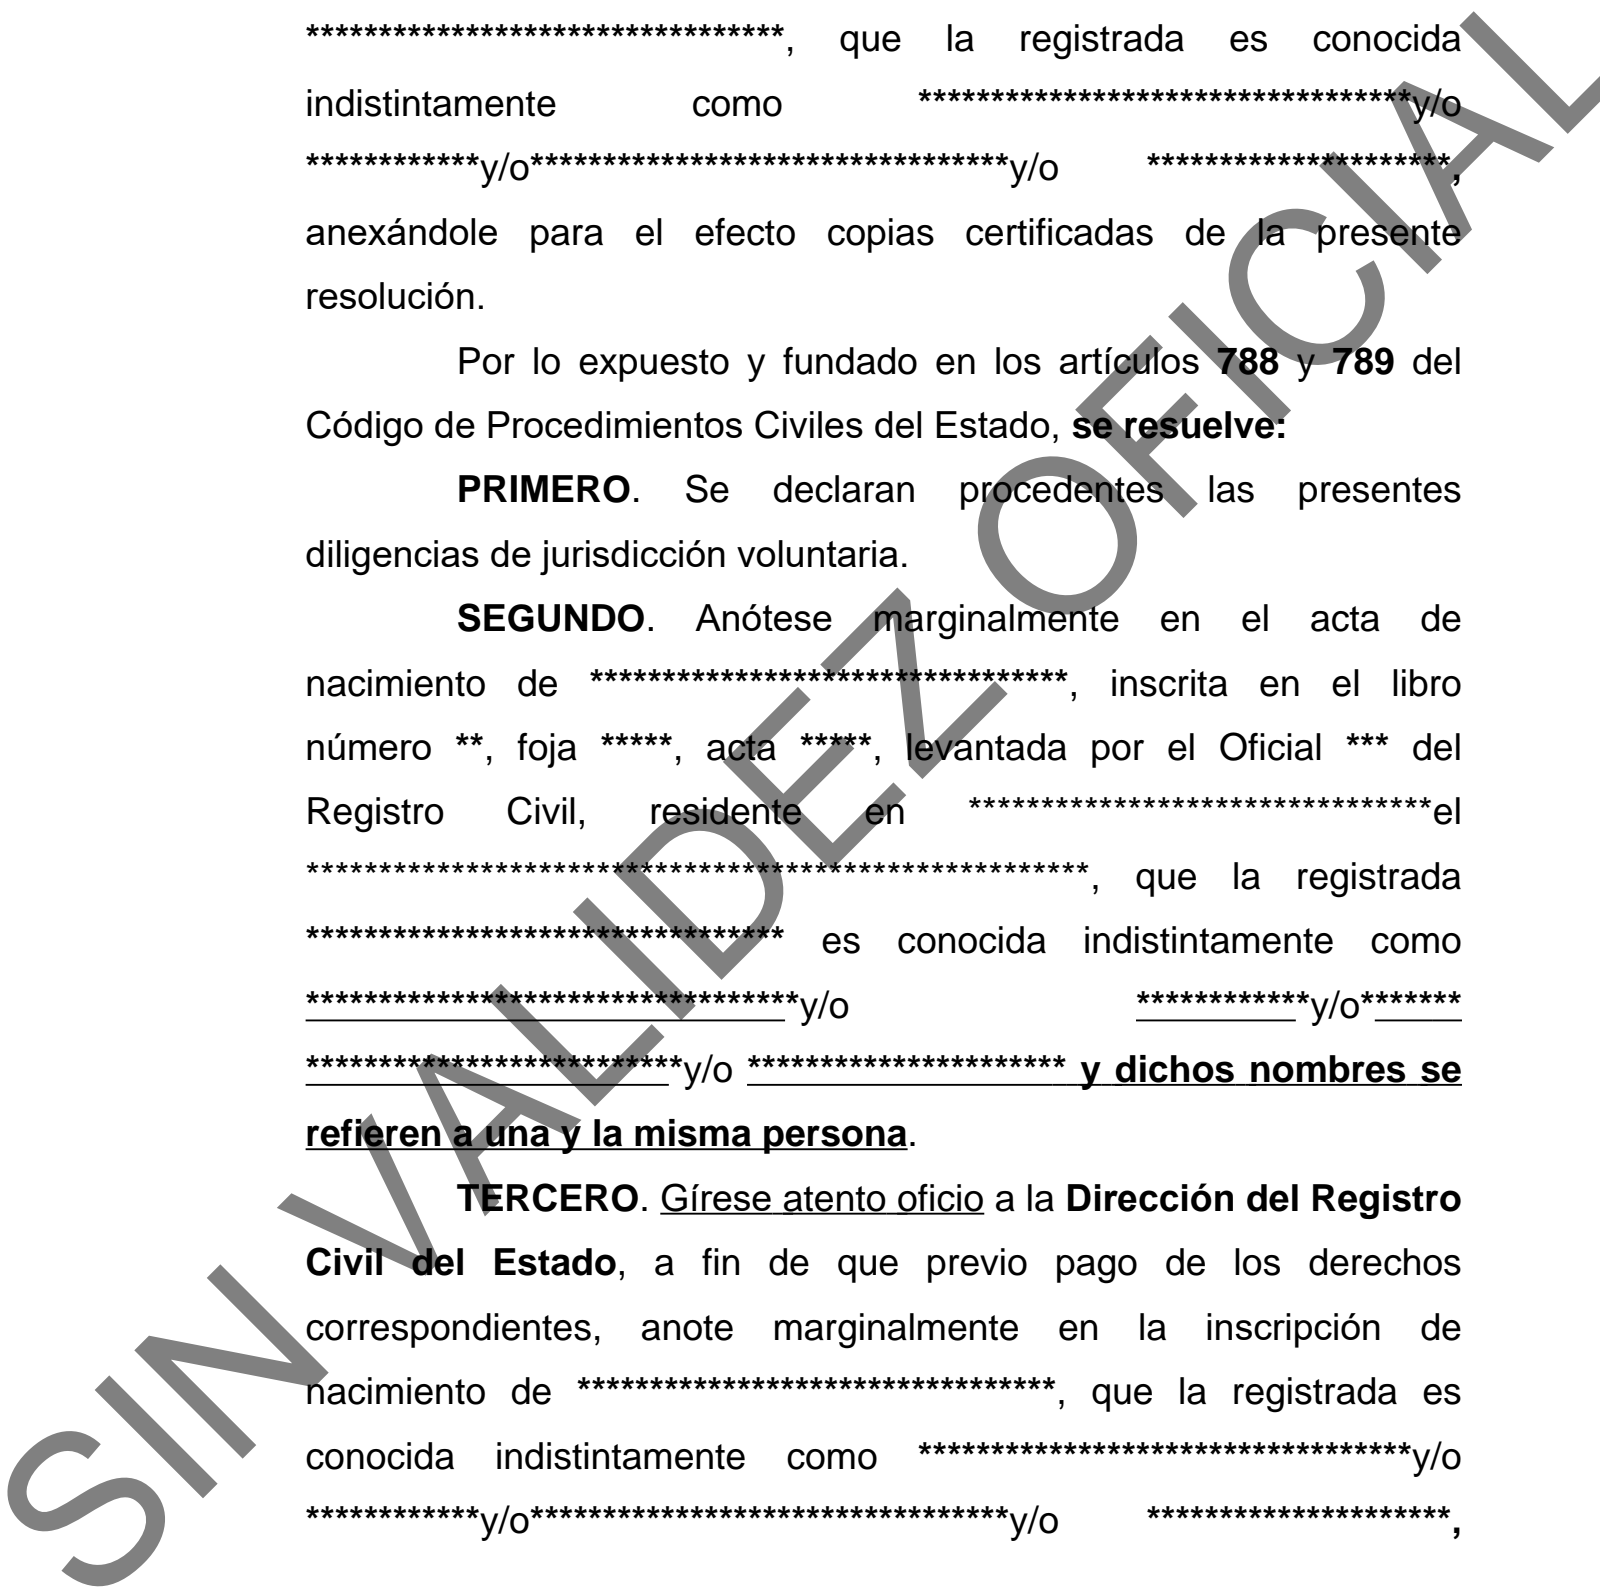 *********************************, que la registrada es conocida
indistintamente como **********************************y/o
************y/o*********************************y/o *********************,
anexándole para el efecto copias certificadas de la presente
resolución.
Por lo expuesto y fundado en los artículos 788 y 789 del
Código de Procedimientos Civiles del Estado, se resuelve:
PRIMERO. Se declaran procedentes las presentes
diligencias de jurisdicción voluntaria.
SEGUNDO. Anótese marginalmente en el acta de
nacimiento de *********************************, inscrita en el libro
número **, foja *****, acta *****, levantada por el Oficial *** del
Registro Civil, residente en ********************************el
******************************************************, que la registrada
********************************* es conocida indistintamente como
**********************************y/o ************y/o*******
**************************y/o ********************** y dichos nombres se
refieren a una y la misma persona.
TERCERO. Gírese atento oficio a la Dirección del Registro
Civil del Estado, a fin de que previo pago de los derechos
correspondientes, anote marginalmente en la inscripción de
nacimiento de *********************************, que la registrada es
conocida indistintamente como **********************************y/o
************y/o*********************************y/o *********************,
SIN VALIDEZ OFICIAL